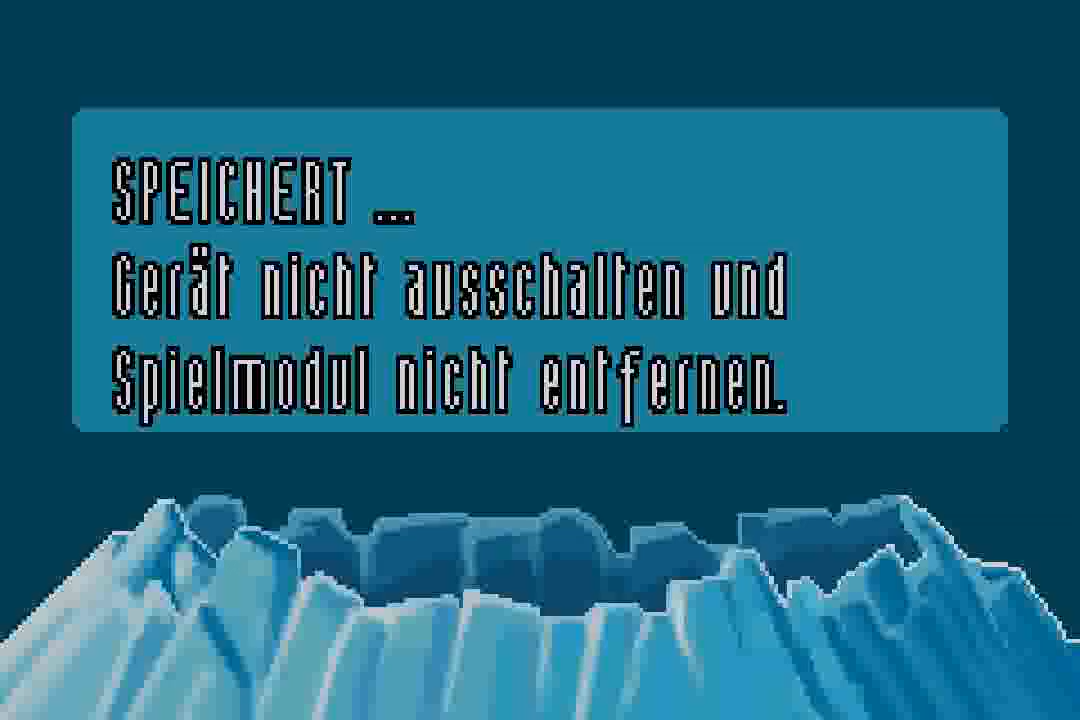 SPEICHERT ...
Gerät nicht ausschalten und
Spielmodul nicht entfernen.